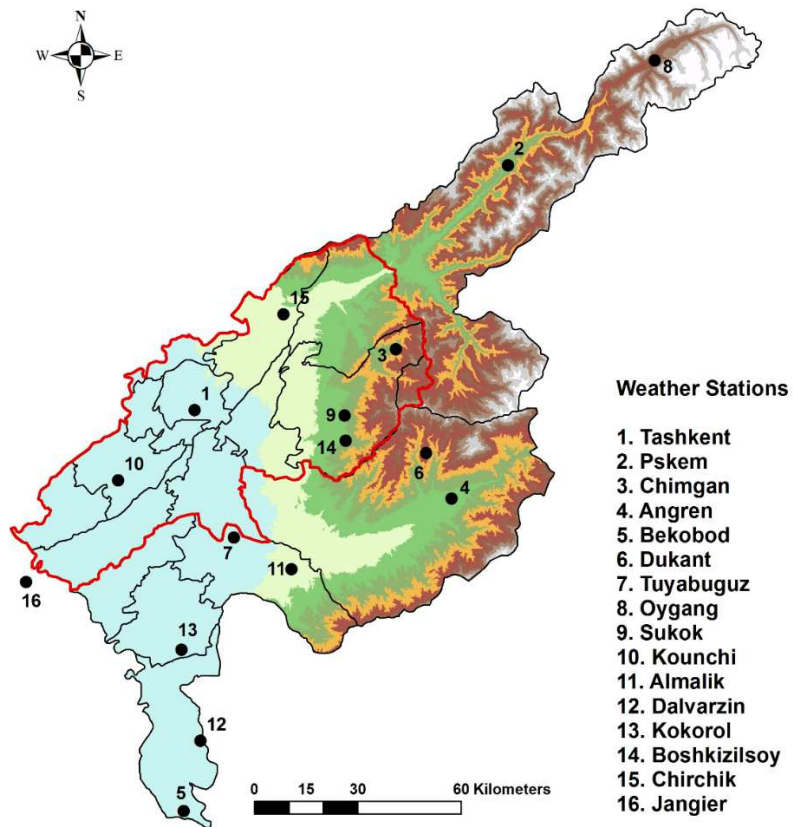 N
W E
S
8
2
15
3
1
9
14
10
6
4
7
11
16
13
12
5
0 15 30 60 Kilometers
Weather Stations
1. Tashkent
2. Pskem
3. Chimgan
4. Angren
5. Bekobod
6. Dukant
7. Tuyabuguz
8. Oygang
9. Sukok
10. Kounchi
11. Almalik
12. Dalvarzin
13. Kokorol
14. Boshkizilsoy
15. Chirchik
16. Jangier